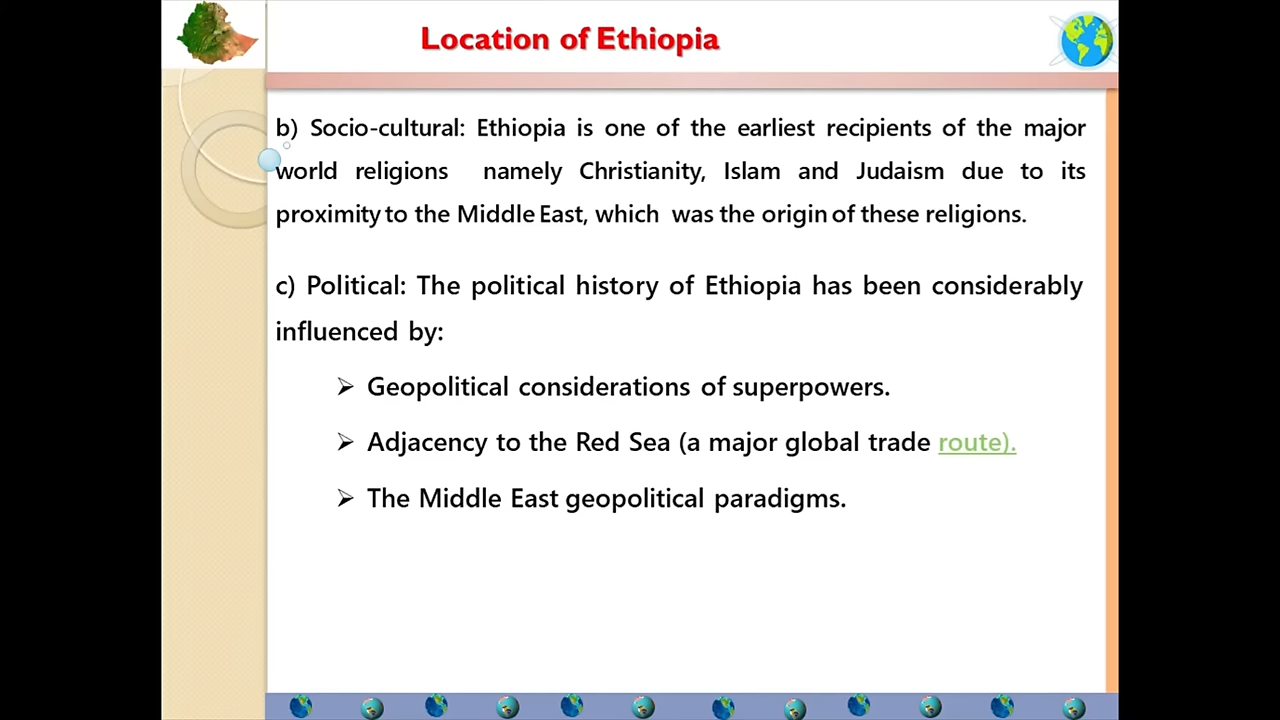 Location of Ethiopia
b) Socio-cultural: Ethiopia is one of the earliest recipients of the major
world religions namely Christianity, Islam and Judaism due to its
proximity to the Middle East, which was the origin of these religions.
c) Political: The political history of Ethiopia has been considerably
influenced by:
➢ Geopolitical considerations of superpowers.
➢ Adjacency to the Red Sea (a major global trade route).
➢ The Middle East geopolitical paradigms.